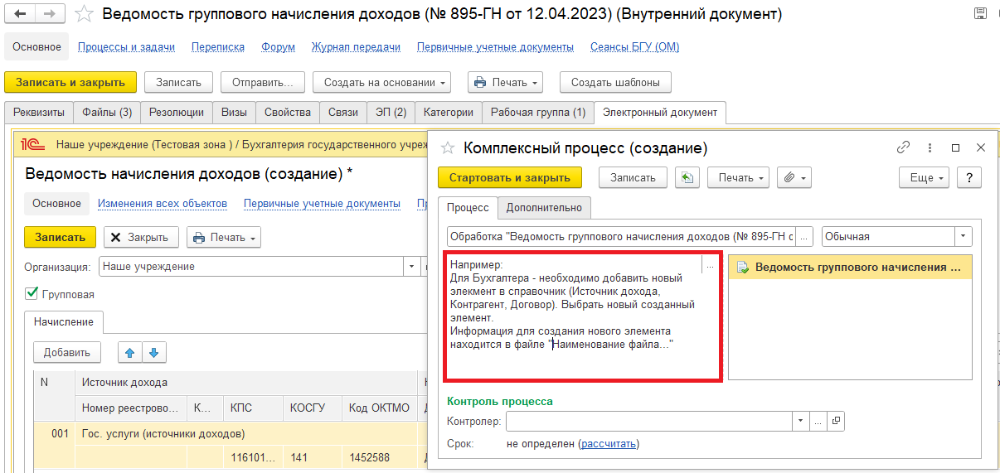 Ведомость группового начисления доходов (№ 895-ГН от 12.04.2023) (Внутренний документ)
Основное Процессы и задачи Переписка Форум Журнал передачи Первичные учетные документы Сеансы БГУ (ОМ)
Записать и закрыть Записать Отправить... Создать на основании Печать Создать шаблоны
Реквизиты Файлы (3) Резолюции Визы Свойства Связи ЭП (2) Категории Рабочая группа (1) Электронный документ
1С Наше учреждение (Тестовая зона ) / Бухгалтерия государственного учреж
Ведомость начисления доходов (создание) *
Основное Изменения всех объектов Первичные учетные документы
Записать Закрыть Печать
Организация: Наше учреждение
Групповая
Начисление
Добавить
N Источник дохода
Номер реестрово... К... КПС КОСГУ Код ОКТМО
001 Гос. услуги (источники доходов)
116101... 141 1452588
Комплексный процесс (создание)
Стартовать и закрыть Записать Печать Еще ?
Процесс Дополнительно
Обработка "Ведомость группового начисления доходов (№ 895-ГН о ... Обычная
Например: ...
Для Бухгалтера - необходимо добавить новый
элекмент в справочник (Источник дохода,
Контрагент, Договор). Выбрать новый созданный
элемент.
Информация для создания нового элемента
находится в файле "Наименование файла..."
Ведомость группового начисления ...
Контроль процесса
Контролер: ...
Срок: не определен (рассчитать)